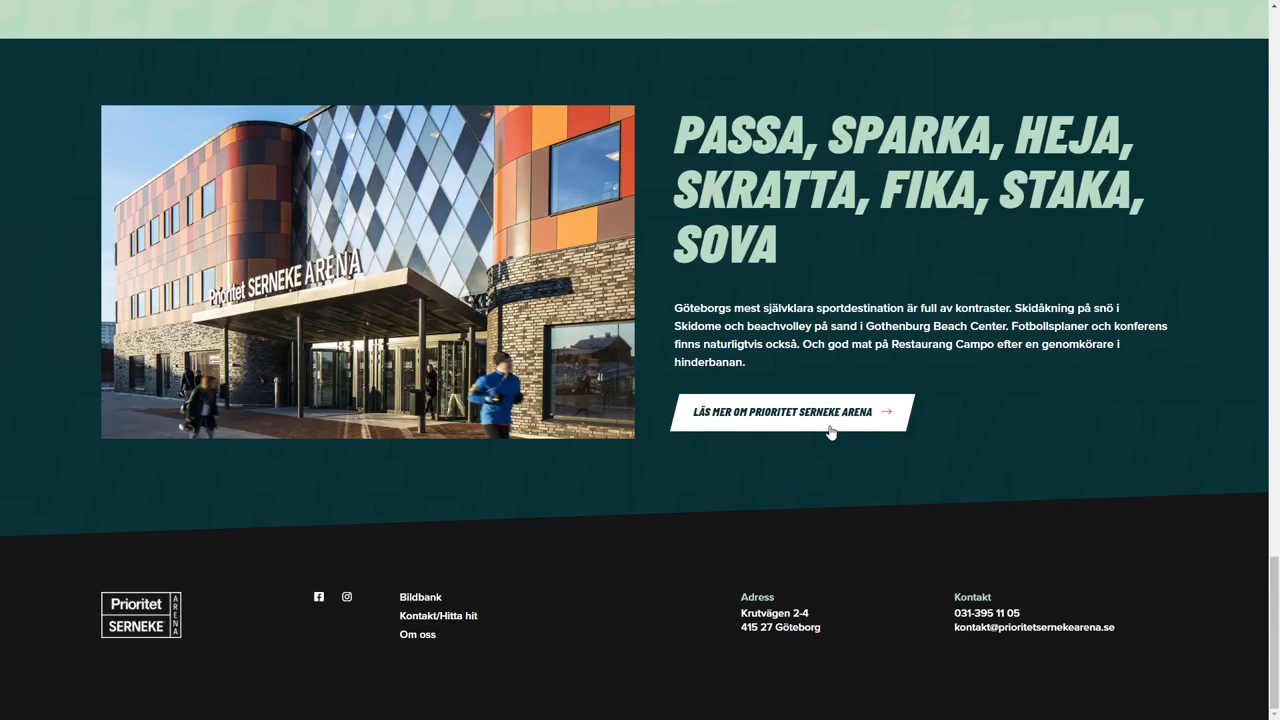 Prioritet SERNEKE ARENA
PASSA, SPARKA, HEJA,
SKRATTA, FIKA, STAKA,
SOVA
Göteborgs mest självklara sportdestination är full av kontraster. Skidåkning på snö i
Skidome och beachvolley på sand i Gothenburg Beach Center. Fotbollsplaner och konferens
finns naturligtvis också. Och god mat på Restaurang Campo efter en genomkörare i
hinderbanan.
LÄS MER OM PRIORITET SERNEKE ARENA
Prioritet
SERNEKE
ARENA
Bildbank
Kontakt/Hitta hit
Om oss
Adress
Krutvägen 2-4
415 27 Göteborg
Kontakt
031-395 11 05
kontakt@prioritetsernekearena.se